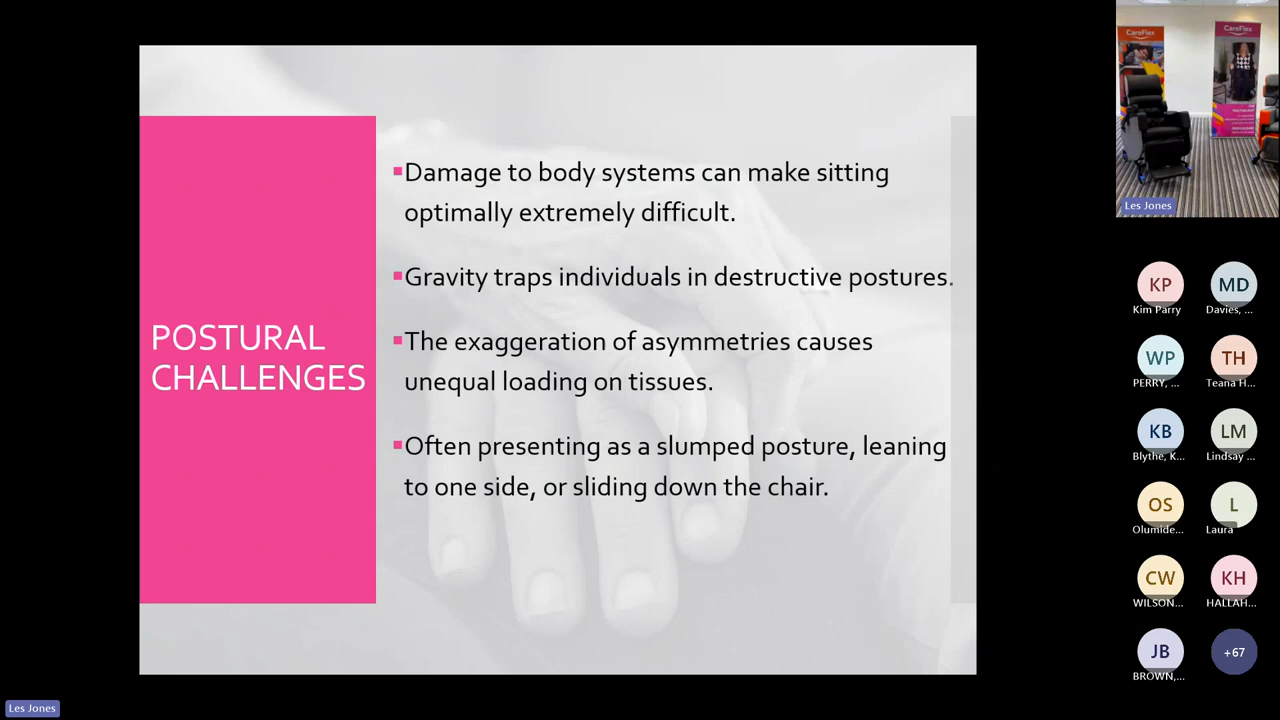 POSTURAL
CHALLENGES
Damage to body systems can make sitting
optimally extremely difficult.
Gravity traps individuals in destructive postures.
The exaggeration of asymmetries causes
unequal loading on tissues.
Often presenting as a slumped posture, leaning
to one side, or sliding down the chair.
CareFlex
CareFlex
Les Jones
KP
MD
Kim Parry
Davies, ...
WP
TH
PERRY, ...
Teana H...
KB
LM
Blythe, K...
Lindsay ...
OS
L
Olumide...
Laura
CW
KH
WILSON...
HALLAH...
JB
+67
BROWN,...
Les Jones